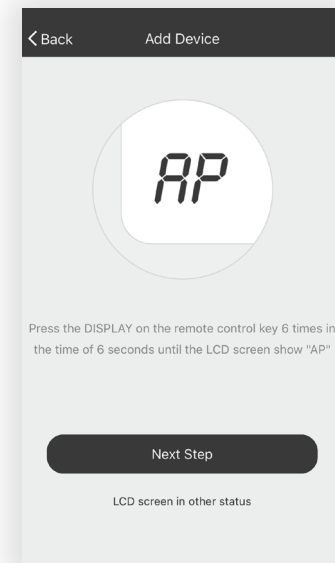 Back
Add Device
AP
Press the DISPLAY on the remote control key 6 times in
the time of 6 seconds until the LCD screen show "AP"
Next Step
LCD screen in other status